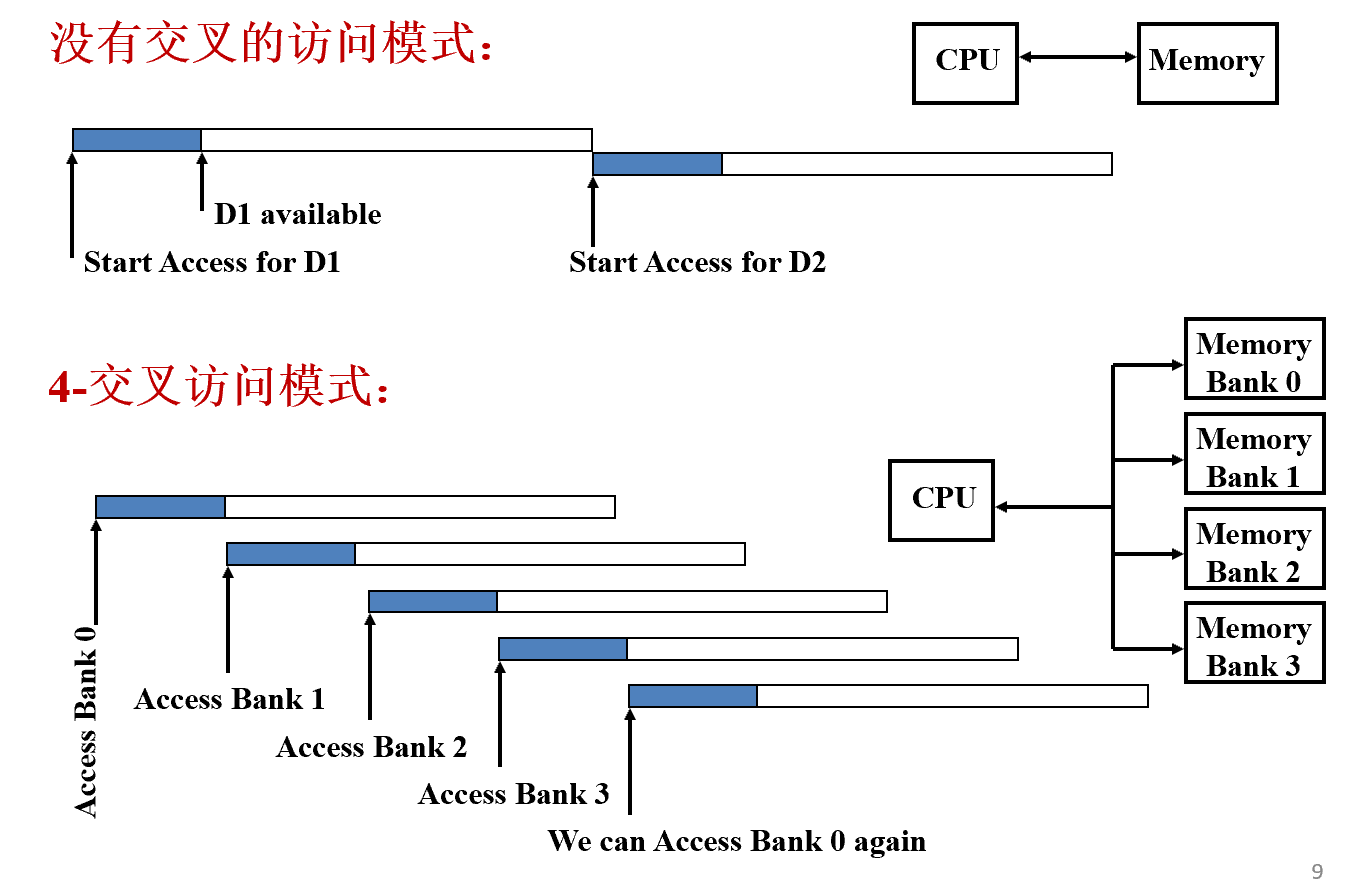 没有交叉的访问模式：
CPU
Memory
D1 available
Start Access for D1
Start Access for D2
4-交叉访问模式：
Memory
Bank 0
Memory
Bank 1
CPU
Memory
Bank 2
Memory
Bank 3
Access Bank 0
Access Bank 1
Access Bank 2
Access Bank 3
We can Access Bank 0 again
9